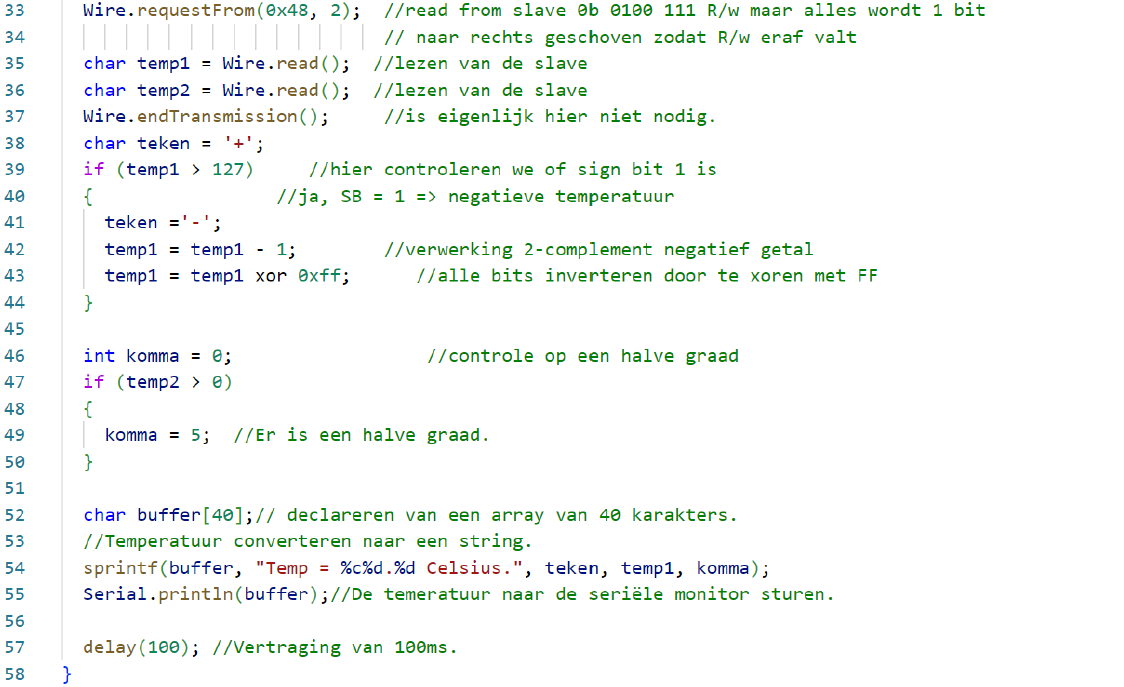 33 Wire.requestFrom(0x48, 2); //read from slave 0b 0100 111 R/w maar alles wordt 1 bit
34 // naar rechts geschoven zodat R/w eraf valt
35 char temp1 = Wire.read(); //lezen van de slave
36 char temp2 = Wire.read(); //lezen van de slave
37 Wire.endTransmission(); //is eigenlijk hier niet nodig.
38 char teken = '+';
39 if (temp1 > 127) //hier controleren we of sign bit 1 is
40 { //ja, SB = 1 => negatieve temperatuur
41 teken ='-';
42 temp1 = temp1 - 1; //verwerking 2-complement negatief getal
43 temp1 = temp1 xor 0xff; //alle bits inverteren door te xoren met FF
44 }
45
46 int komma = 0; //controle op een halve graad
47 if (temp2 > 0)
48 {
49 komma = 5; //Er is een halve graad.
50 }
51
52 char buffer[40];// declareren van een array van 40 karakters.
53 //Temperatuur converteren naar een string.
54 sprintf(buffer, "Temp = %c%d.%d Celsius.", teken, temp1, komma);
55 Serial.println(buffer);//De temeratuur naar de seriële monitor sturen.
56
57 delay(100); //Vertraging van 100ms.
58 }